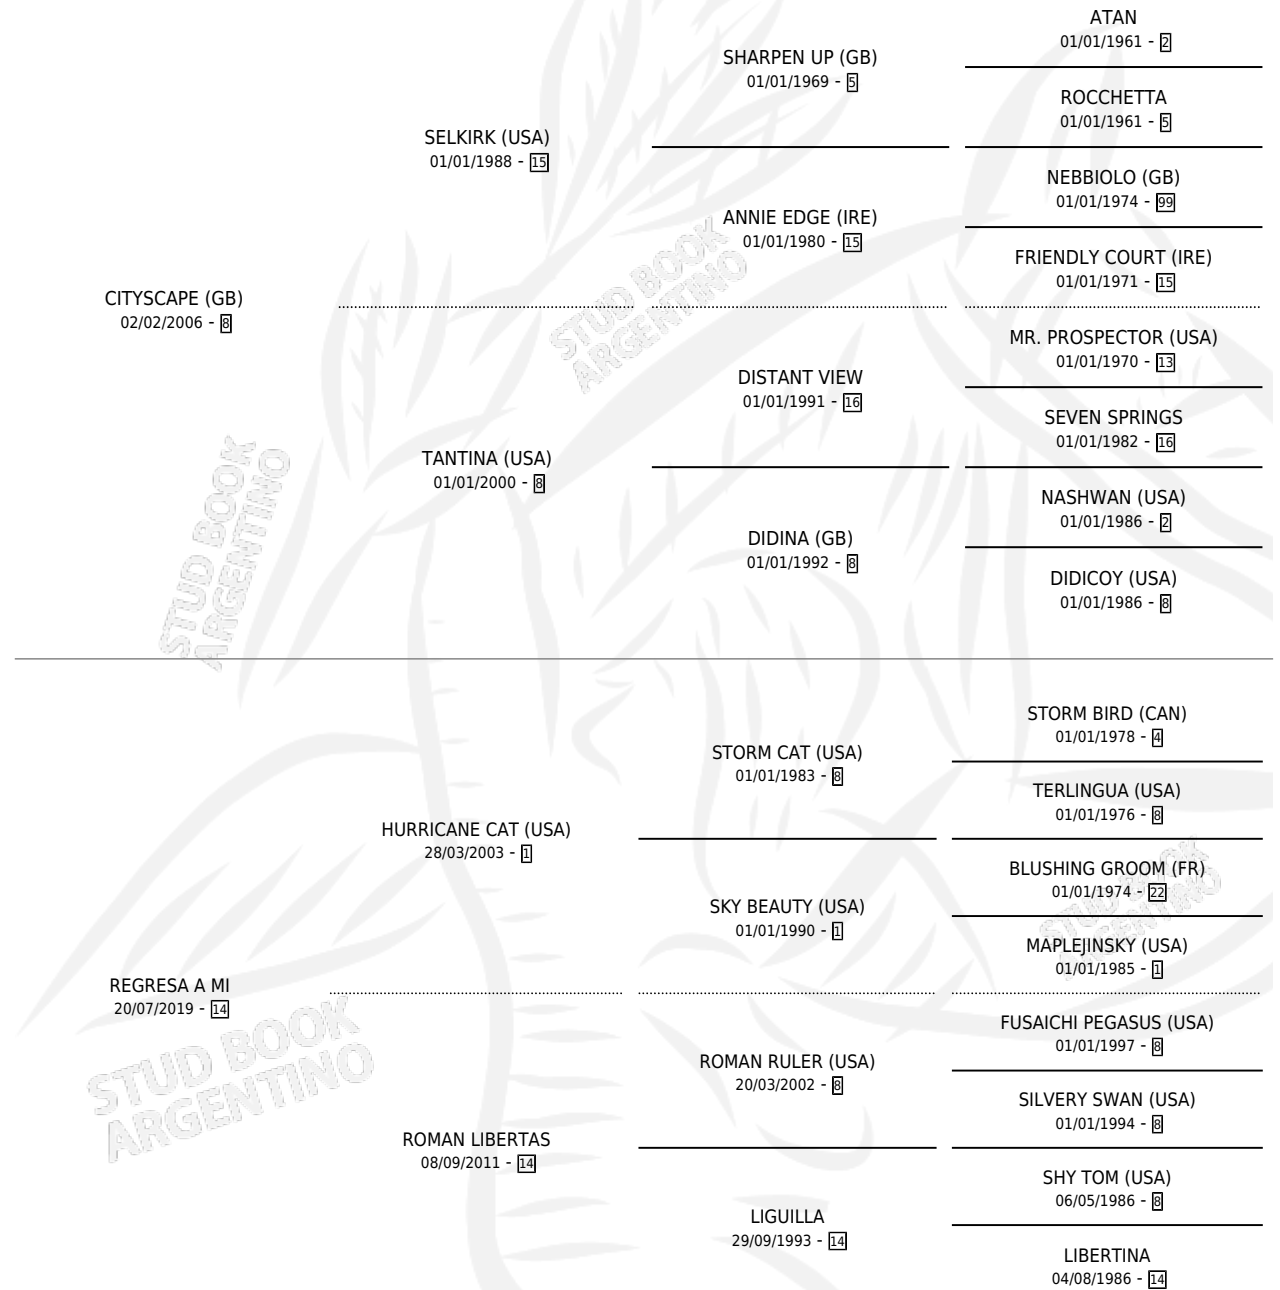 ATAN
01/01/1961 - 2
SHARPEN UP (GB)
01/01/1969 - 5
ROCCHETTA
01/01/1961 - 5
SELKIRK (USA)
01/01/1988 - 15
NEBBIOLO (GB)
01/01/1974 - 99
ANNIE EDGE (IRE)
01/01/1980 - 15
FRIENDLY COURT (IRE)
01/01/1971 - 15
CITYSCAPE (GB)
02/02/2006 - 8
MR. PROSPECTOR (USA)
01/01/1970 - 13
DISTANT VIEW
01/01/1991 - 16
SEVEN SPRINGS
01/01/1982 - 16
TANTINA (USA)
01/01/2000 - 8
NASHWAN (USA)
01/01/1986 - 2
DIDINA (GB)
01/01/1992 - 8
DIDICOY (USA)
01/01/1986 - 8
STORM BIRD (CAN)
01/01/1978 - 4
STORM CAT (USA)
01/01/1983 - 8
TERLINGUA (USA)
01/01/1976 - 8
HURRICANE CAT (USA)
28/03/2003 - 1
BLUSHING GROOM (FR)
01/01/1974 - 22
SKY BEAUTY (USA)
01/01/1990 - 1
MAPLEJINSKY (USA)
01/01/1985 - 1
REGRESA A MI
20/07/2019 - 14
FUSAICHI PEGASUS (USA)
01/01/1997 - 8
ROMAN RULER (USA)
20/03/2002 - 8
SILVERY SWAN (USA)
01/01/1994 - 8
ROMAN LIBERTAS
08/09/2011 - 14
SHY TOM (USA)
06/05/1986 - 8
LIGUILLA
29/09/1993 - 14
LIBERTINA
04/08/1986 - 14
STUD BOOK
ARGENTINO
STUD BOOK
ARGENTINO
STUD BOOK
ARGENTINO
STUD BOOK
ARGENTINO